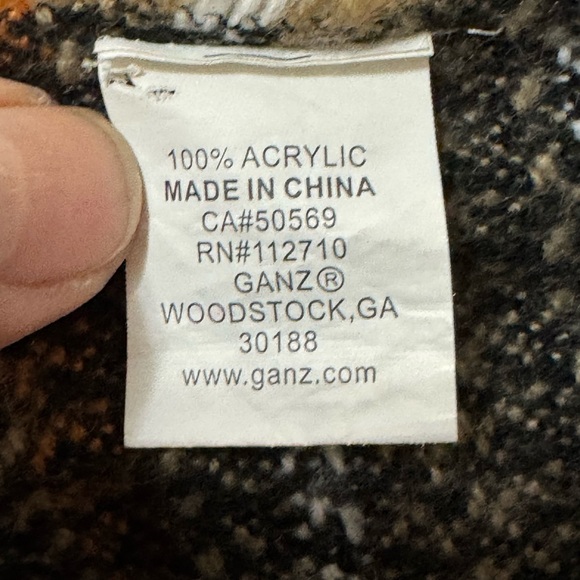 100% ACRYLIC
MADE IN CHINA
CA#50569
RN#112710
GANZ®
WOODSTOCK,GA
30188
www.ganz.com